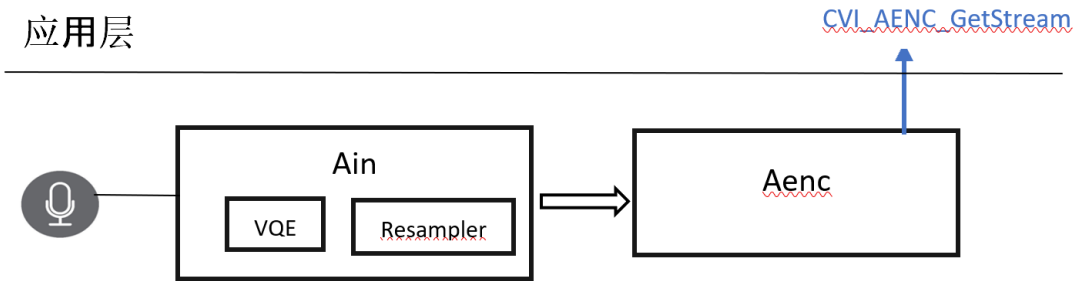 应用层
CVI_AENC_GetStream
Ain
VQE
Resampler
Aenc